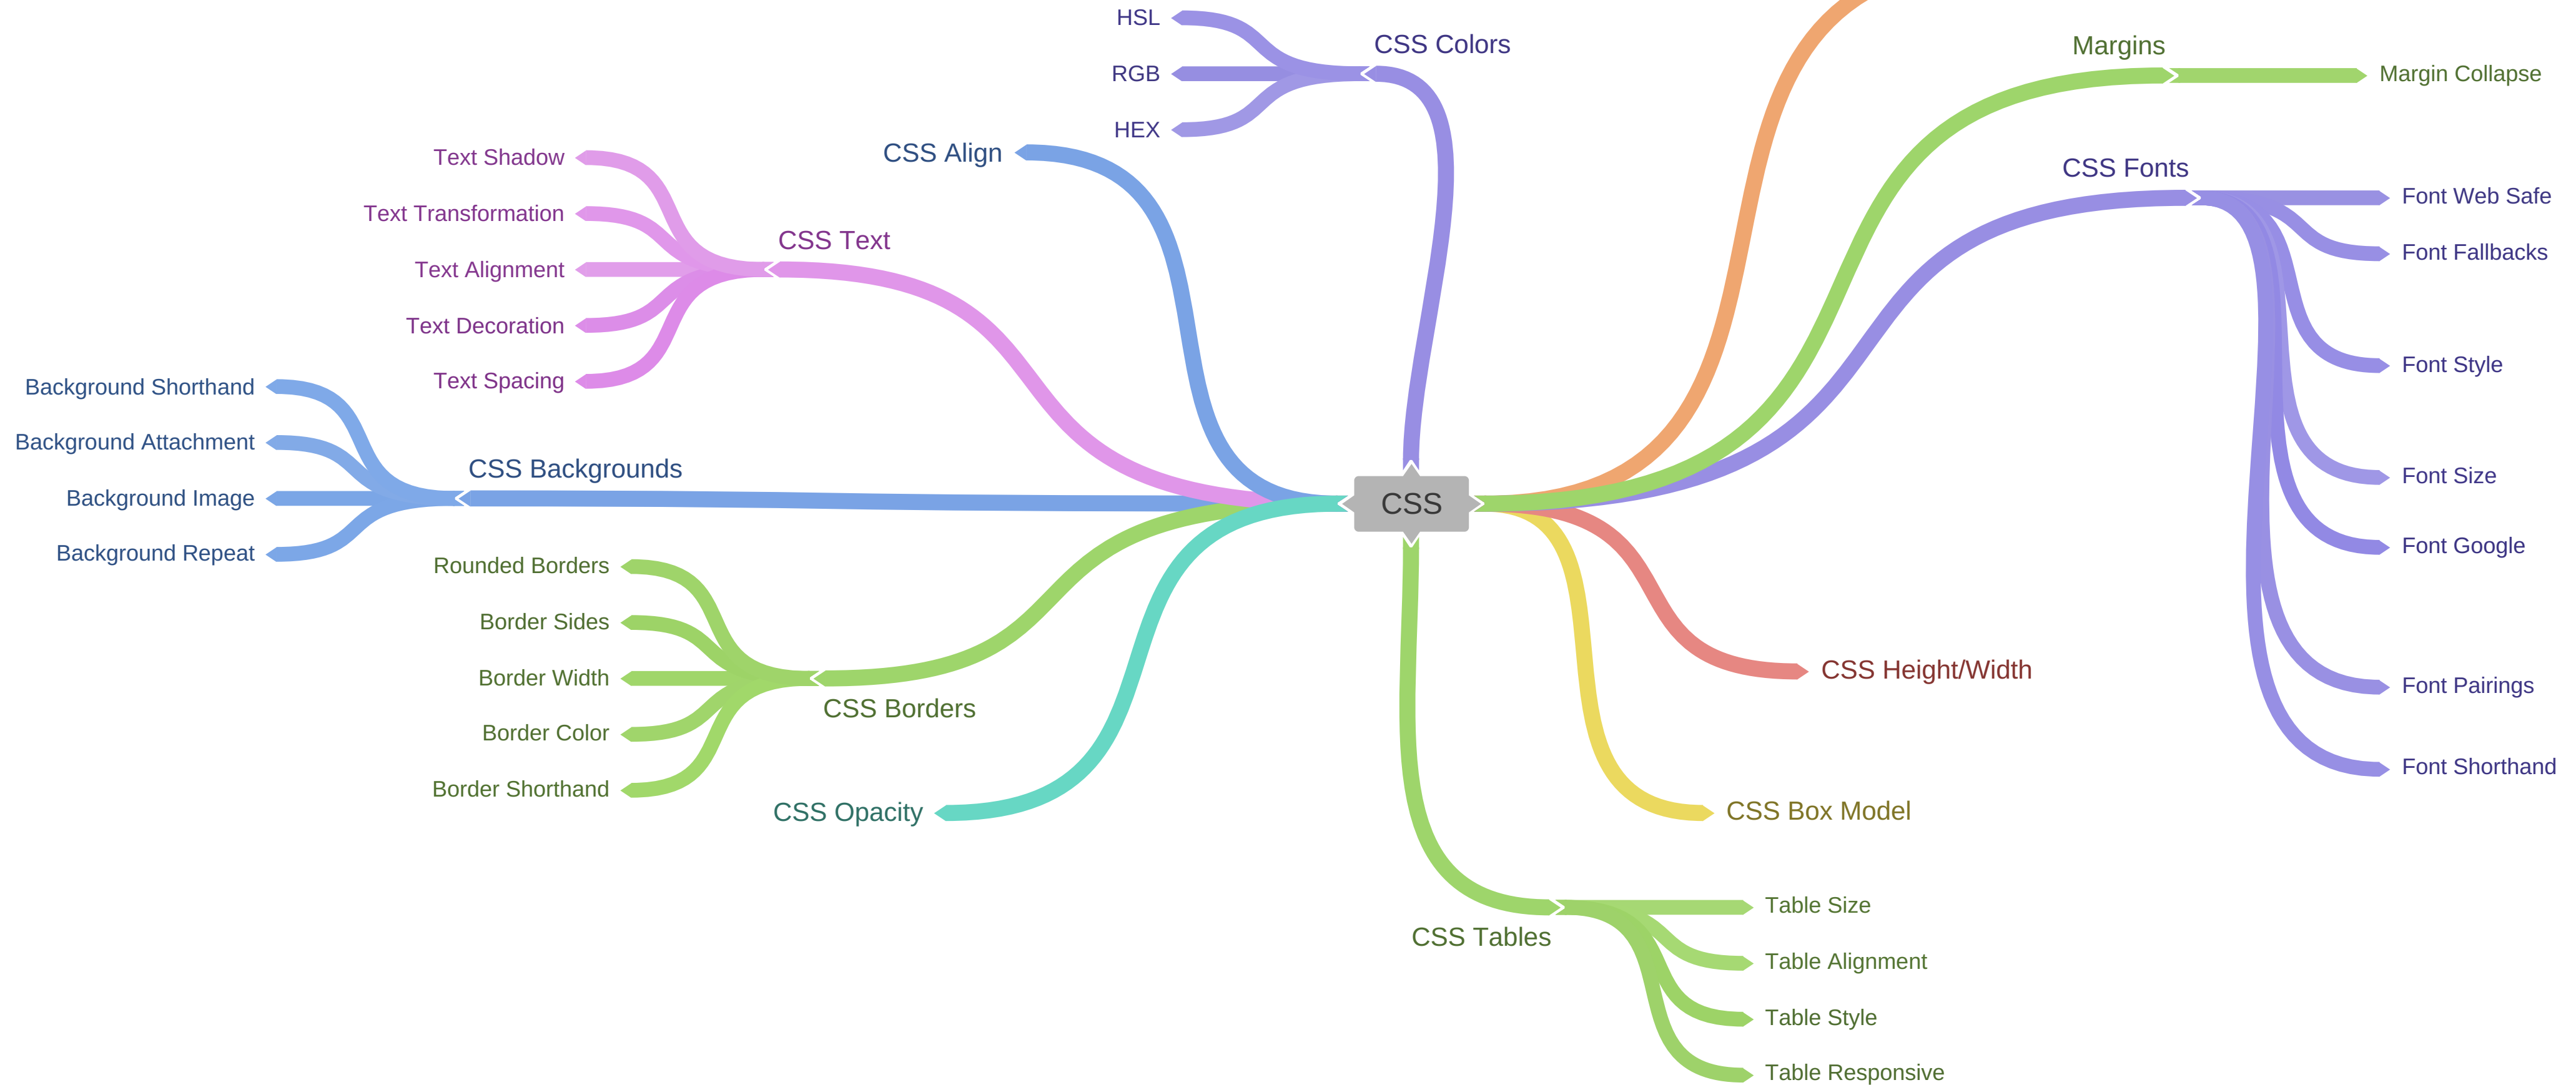 HSL
CSS Colors
RGB
HEX
CSS Align
Text Shadow
Text Transformation
CSS Text
Text Alignment
Text Decoration
Text Spacing
Background Shorthand
Background Attachment
CSS Backgrounds
Background Image
Background Repeat
Rounded Borders
Border Sides
Border Width
CSS Borders
Border Color
Border Shorthand
CSS Opacity
CSS
Margins
Margin Collapse
CSS Fonts
Font Web Safe
Font Fallbacks
Font Style
Font Size
Font Google
Font Pairings
Font Shorthand
CSS Height/Width
CSS Box Model
CSS Tables
Table Size
Table Alignment
Table Style
Table Responsive